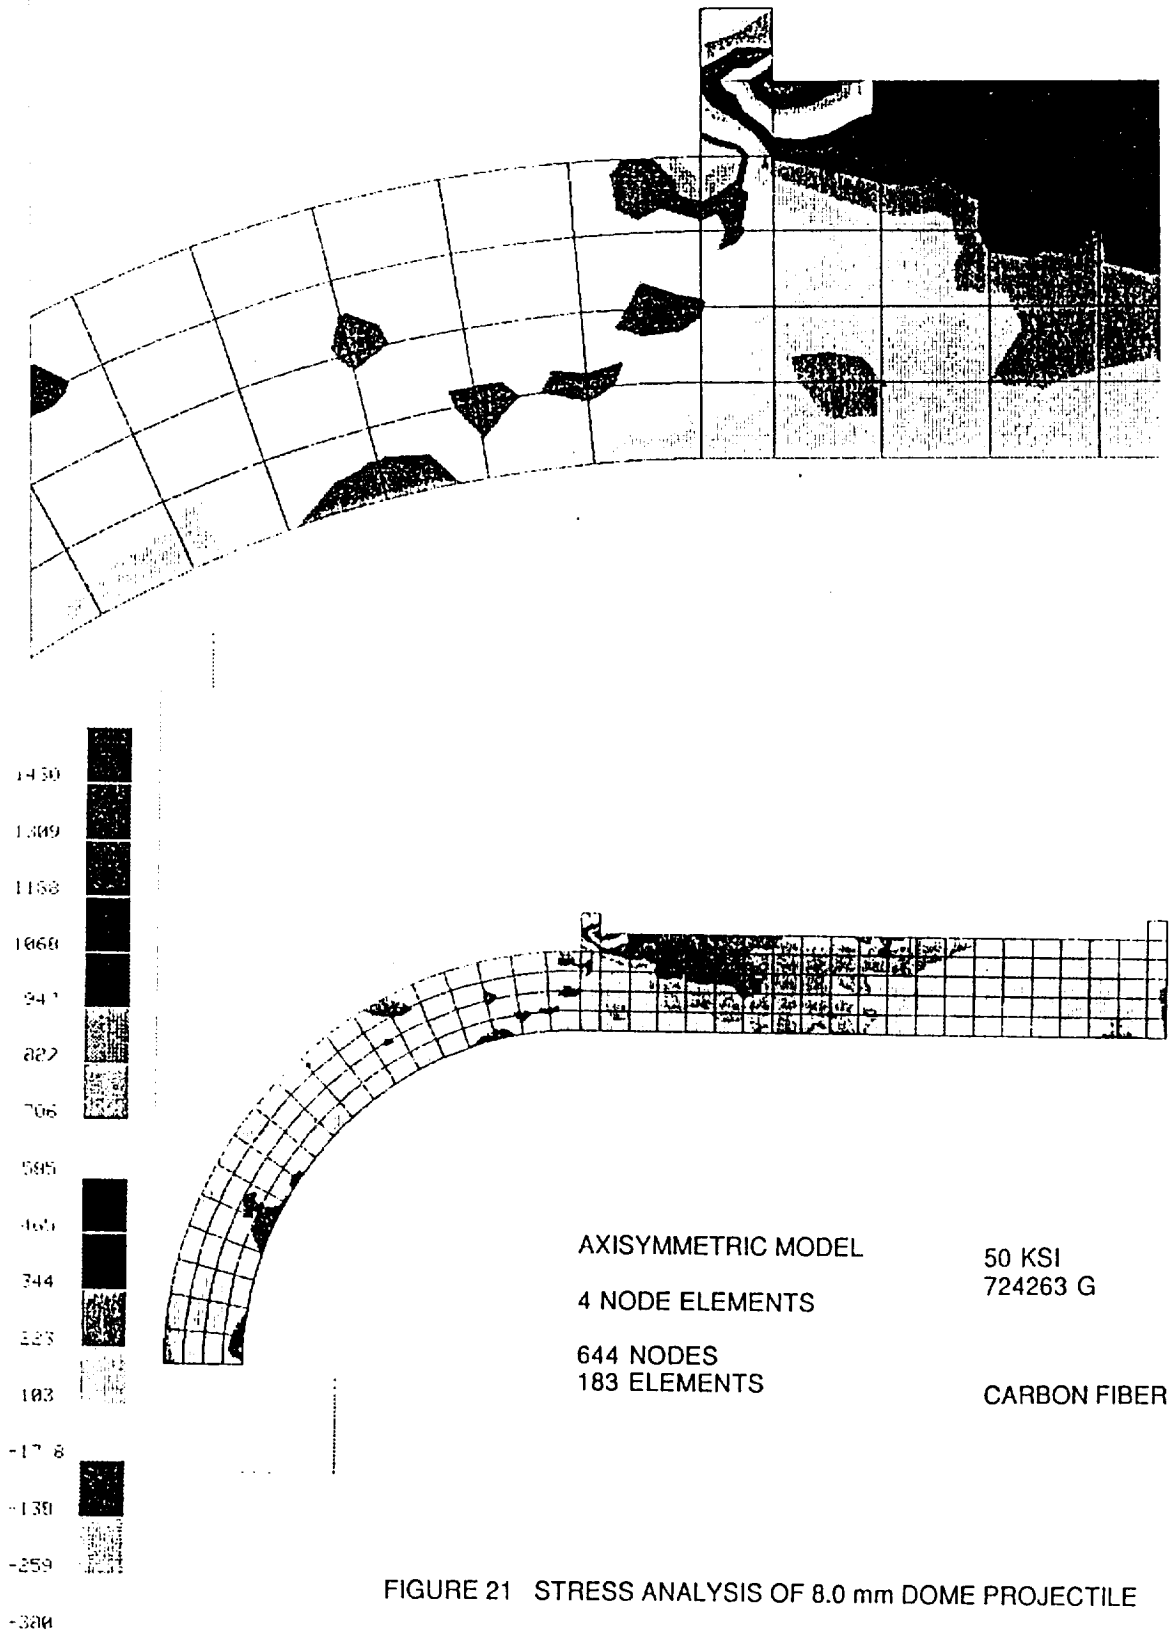 1430
1309
1188
1068
947
827
706
585
465
344
223
103
-17.8
-138
-259
-380
AXISYMMETRIC MODEL
50 KSI
724263 G
4 NODE ELEMENTS
644 NODES
183 ELEMENTS
CARBON FIBER
FIGURE 21 STRESS ANALYSIS OF 8.0 mm DOME PROJECTILE